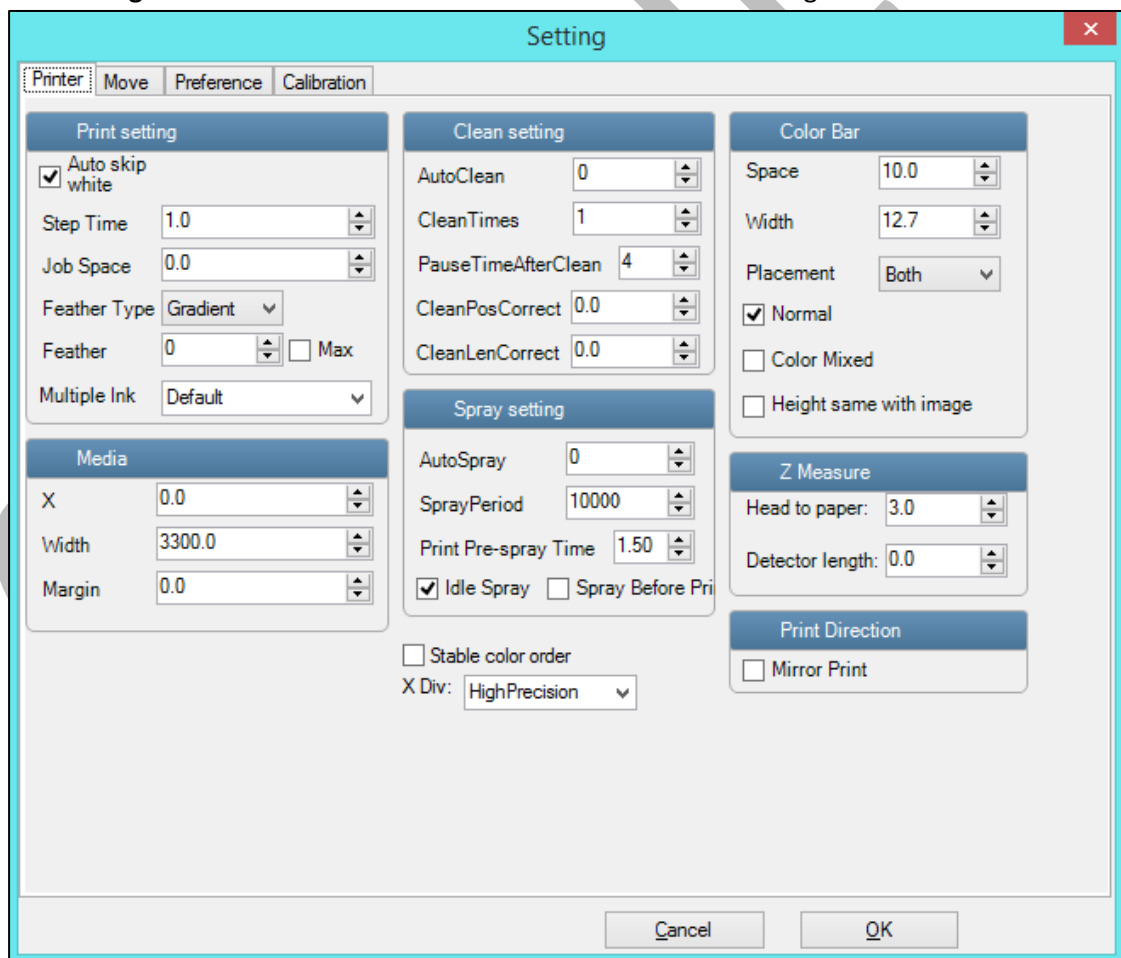 Setting
Printer Move Preference Calibration
Print setting
Auto skip
white
Step Time 1.0
Job Space 0.0
Feather Type Gradient
Feather 0 Max
Multiple Ink Default
Media
X 0.0
Width 3300.0
Margin 0.0
Clean setting
AutoClean 0
CleanTimes 1
PauseTimeAfterClean 4
CleanPosCorrect 0.0
CleanLenCorrect 0.0
Spray setting
AutoSpray 0
SprayPeriod 10000
Print Pre-spray Time 1.50
Idle Spray Spray Before Pri
Stable color order
X Div: HighPrecision
Color Bar
Space 10.0
Width 12.7
Placement Both
Normal
Color Mixed
Height same with image
Z Measure
Head to paper: 3.0
Detector length: 0.0
Print Direction
Mirror Print
Cancel OK